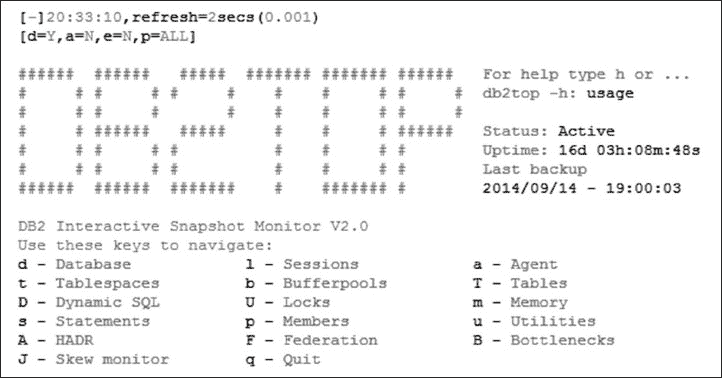 [-]20:33:10,refresh=2secs(0.001)
[d=Y,a=N,e=N,p=ALL]
######  ######   #####  ####### ####### ######   For help type h or ...
#     # #     # #     #    #    #     # #     #  db2top -h: usage
#     # #     #       #    #    #     # #     #
#     # ######   #####     #    #     # ######   Status: Active
#     # #     # #          #    #     # #        Uptime: 16d 03h:08m:48s
#     # #     # #          #    #     # #        Last backup
######  ######  #######    #    ####### #        2014/09/14 - 19:00:03
DB2 Interactive Snapshot Monitor V2.0
Use these keys to navigate:
d - Database l - Sessions a - Agent
t - Tablespaces b - Bufferpools T - Tables
D - Dynamic SQL U - Locks m - Memory
s - Statements p - Members u - Utilities
A - HADR F - Federation B - Bottlenecks
J - Skew monitor q - Quit